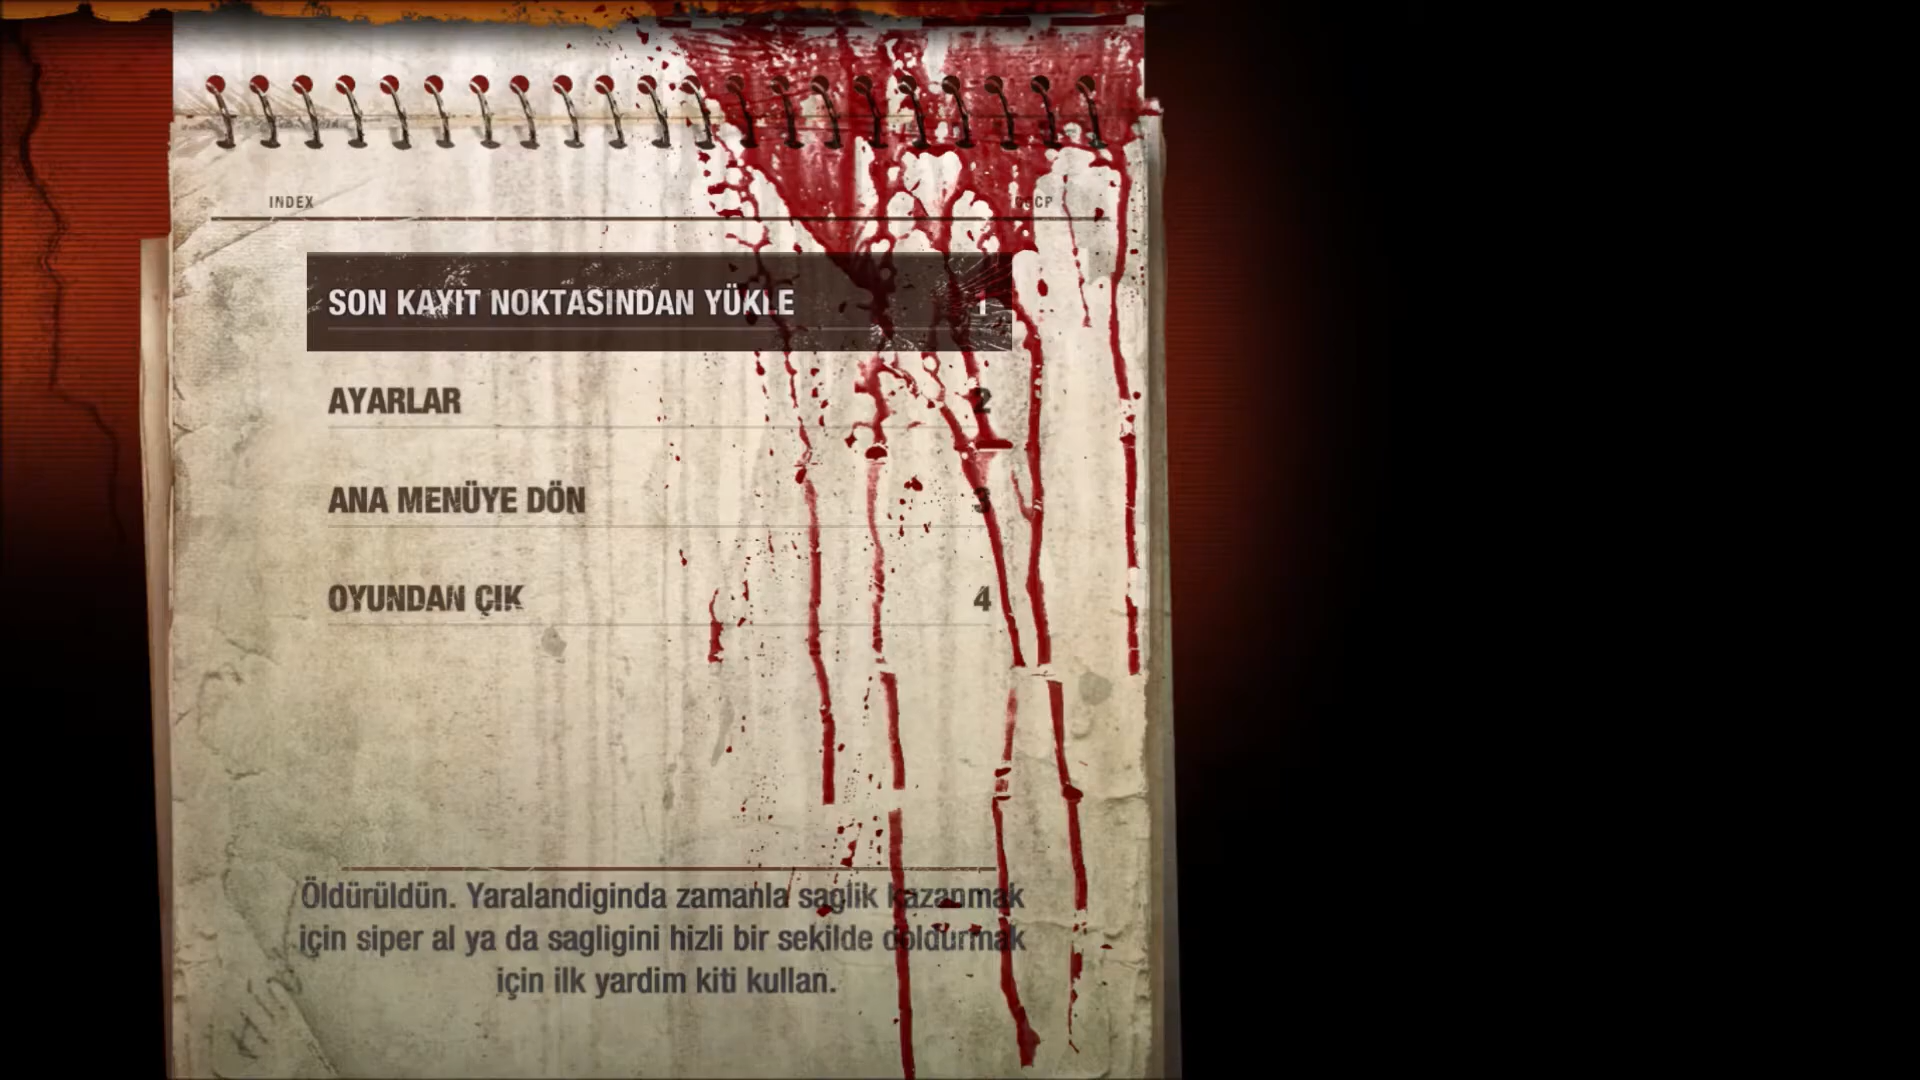 INDEX CCCP
SON KAYIT NOKTASINDAN YÜKLE 1
AYARLAR 2
ANA MENÜYE DÖN 3
OYUNDAN ÇIK 4
Öldürüldün. Yaralandiginda zamanla saglik kazanmak
için siper al ya da sagligini hizli bir sekilde doldurmak
için ilk yardim kiti kullan.